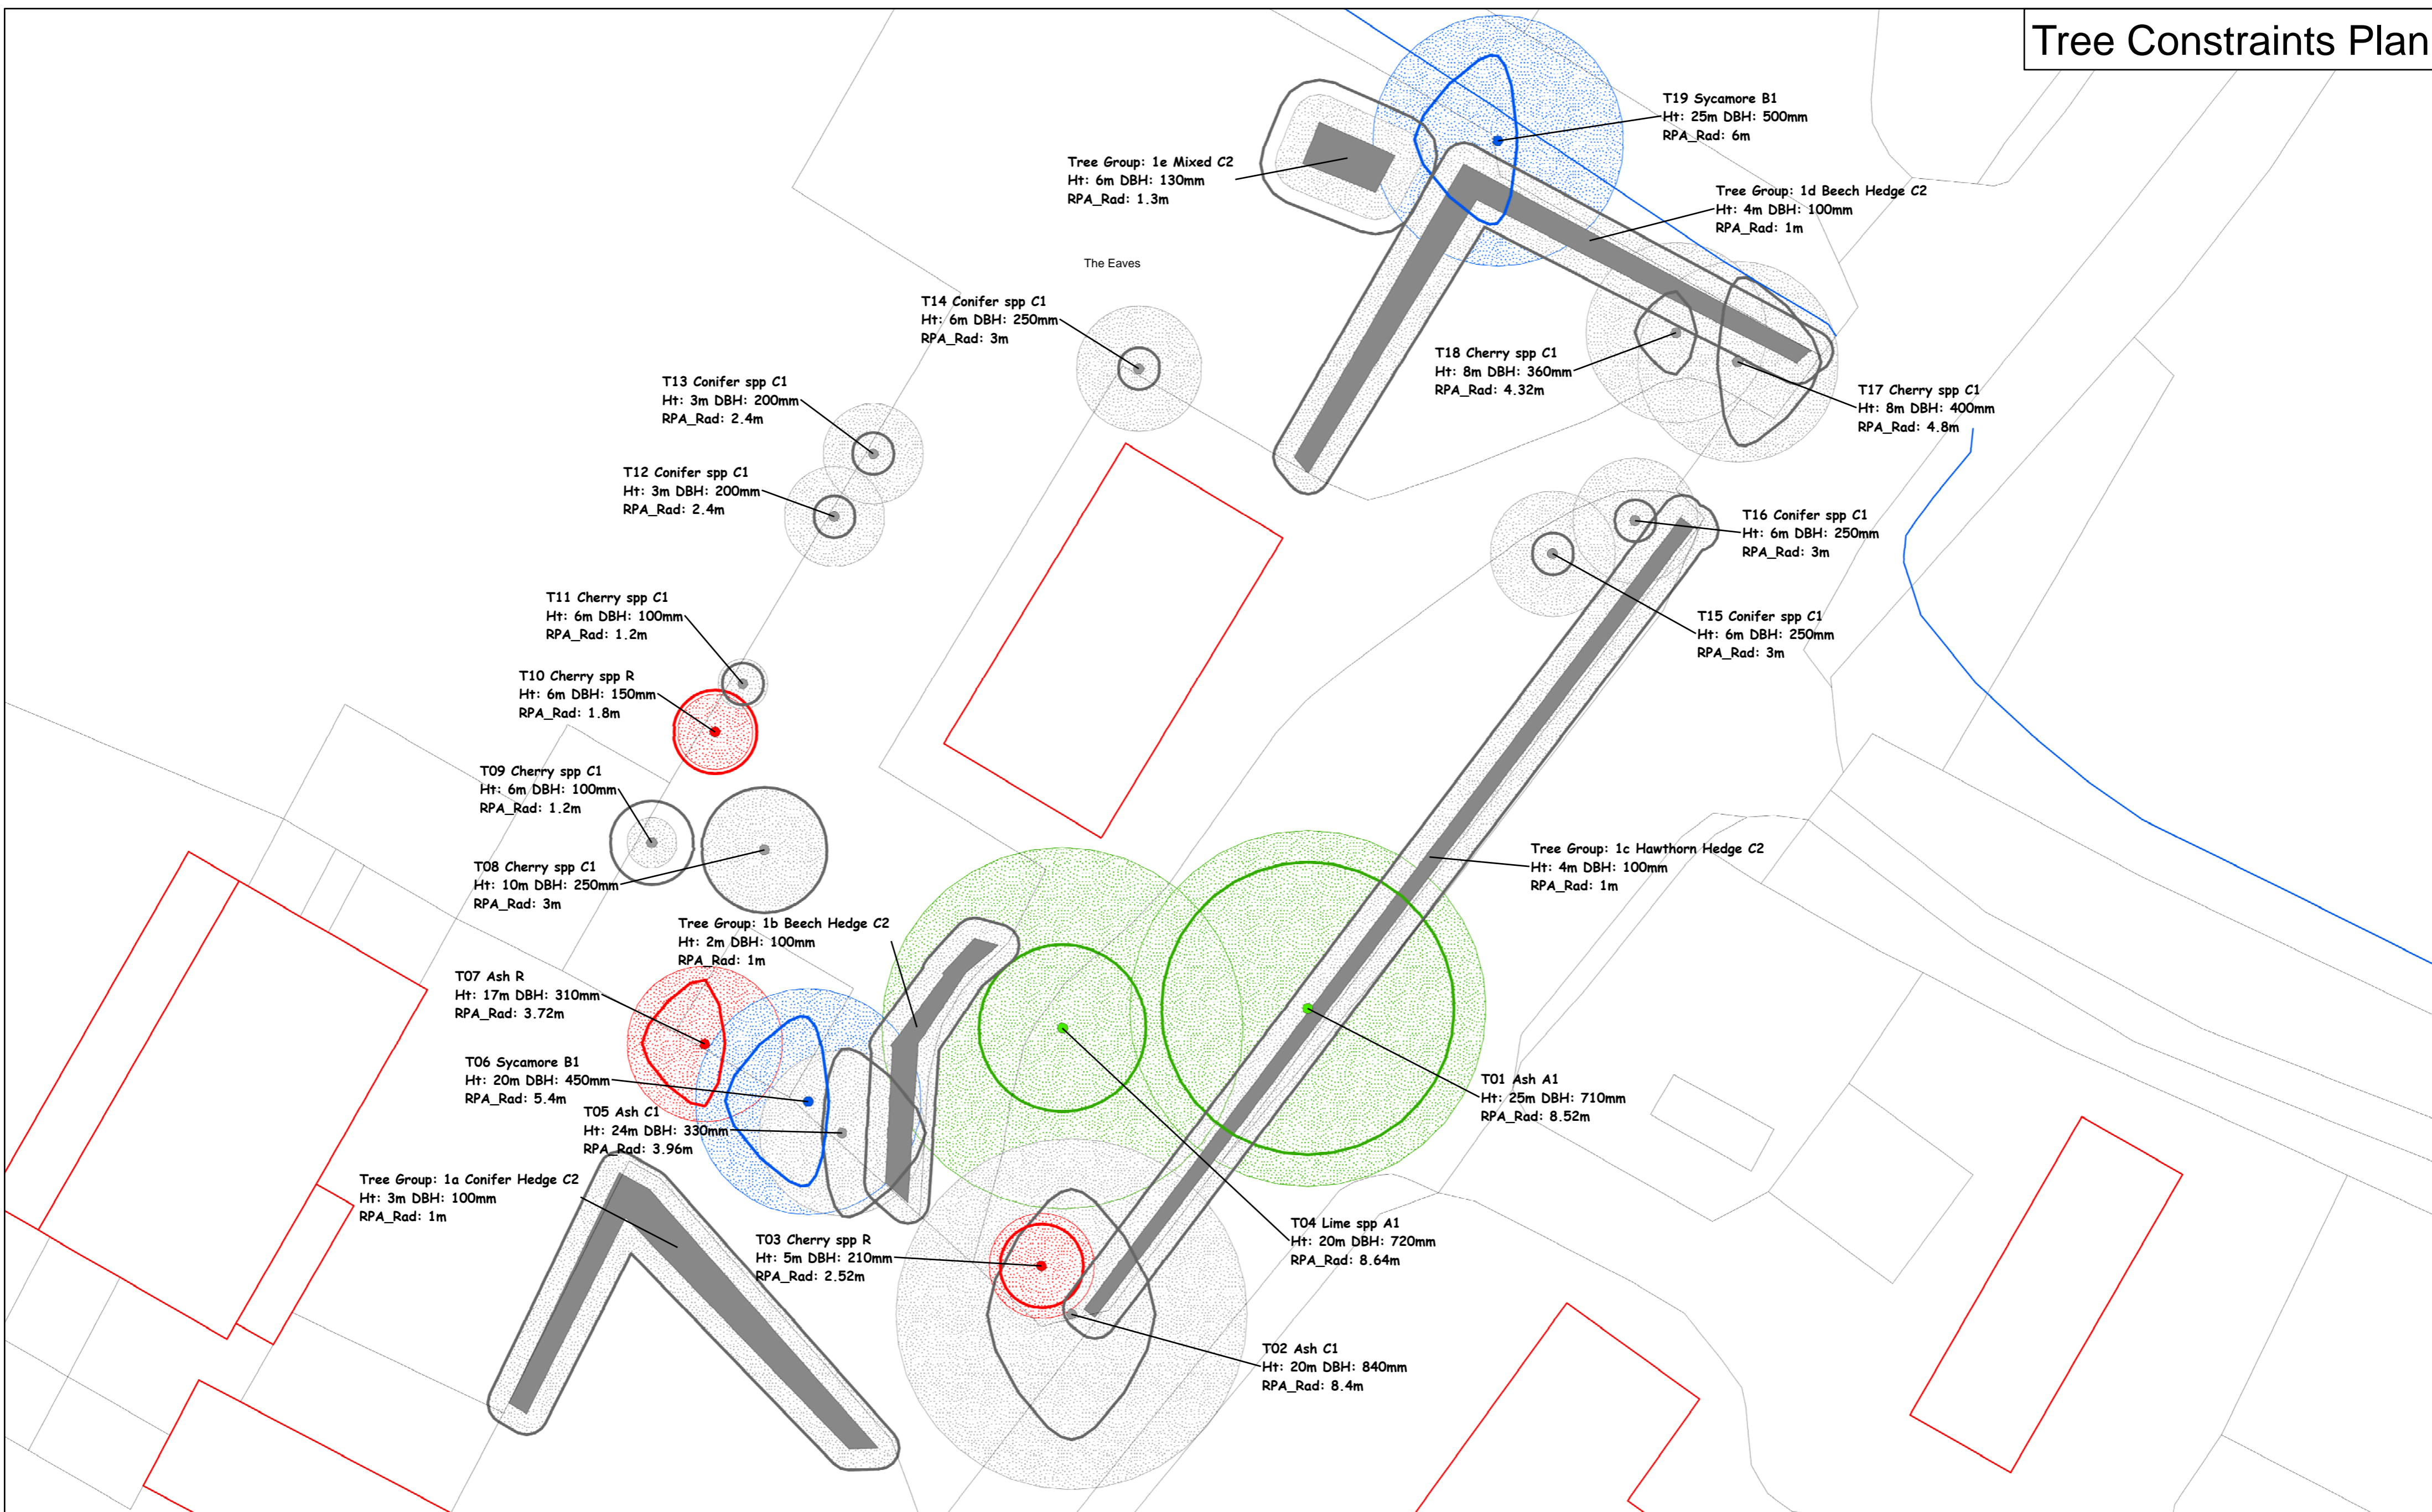 Tree Constraints Plan
T19 Sycamore B1
Ht: 25m DBH: 500mm
RPA_Rad: 6m
Tree Group: 1e Mixed C2
Ht: 6m DBH: 130mm
RPA_Rad: 1.3m
Tree Group: 1d Beech Hedge C2
Ht: 4m DBH: 100mm
RPA_Rad: 1m
The Eaves
T14 Conifer spp C1
Ht: 6m DBH: 250mm
RPA_Rad: 3m
T18 Cherry spp C1
Ht: 8m DBH: 360mm
RPA_Rad: 4.32m
T13 Conifer spp C1
Ht: 3m DBH: 200mm
RPA_Rad: 2.4m
T17 Cherry spp C1
Ht: 8m DBH: 400mm
RPA_Rad: 4.8m
T12 Conifer spp C1
Ht: 3m DBH: 200mm
RPA_Rad: 2.4m
T16 Conifer spp C1
Ht: 6m DBH: 250mm
RPA_Rad: 3m
T11 Cherry spp C1
Ht: 6m DBH: 100mm
RPA_Rad: 1.2m
T15 Conifer spp C1
Ht: 6m DBH: 250mm
RPA_Rad: 3m
T10 Cherry spp R
Ht: 6m DBH: 150mm
RPA_Rad: 1.8m
T09 Cherry spp C1
Ht: 6m DBH: 100mm
RPA_Rad: 1.2m
Tree Group: 1c Hawthorn Hedge C2
Ht: 4m DBH: 100mm
RPA_Rad: 1m
T08 Cherry spp C1
Ht: 10m DBH: 250mm
RPA_Rad: 3m
Tree Group: 1b Beech Hedge C2
Ht: 2m DBH: 100mm
RPA_Rad: 1m
T07 Ash R
Ht: 17m DBH: 310mm
RPA_Rad: 3.72m
T06 Sycamore B1
Ht: 20m DBH: 450mm
RPA_Rad: 5.4m
T01 Ash A1
Ht: 25m DBH: 710mm
RPA_Rad: 8.52m
T05 Ash C1
Ht: 24m DBH: 330mm
RPA_Rad: 3.96m
Tree Group: 1a Conifer Hedge C2
Ht: 3m DBH: 100mm
RPA_Rad: 1m
T04 Lime spp A1
Ht: 20m DBH: 720mm
RPA_Rad: 8.64m
T03 Cherry spp R
Ht: 5m DBH: 210mm
RPA_Rad: 2.52m
T02 Ash C1
Ht: 20m DBH: 840mm
RPA_Rad: 8.4m